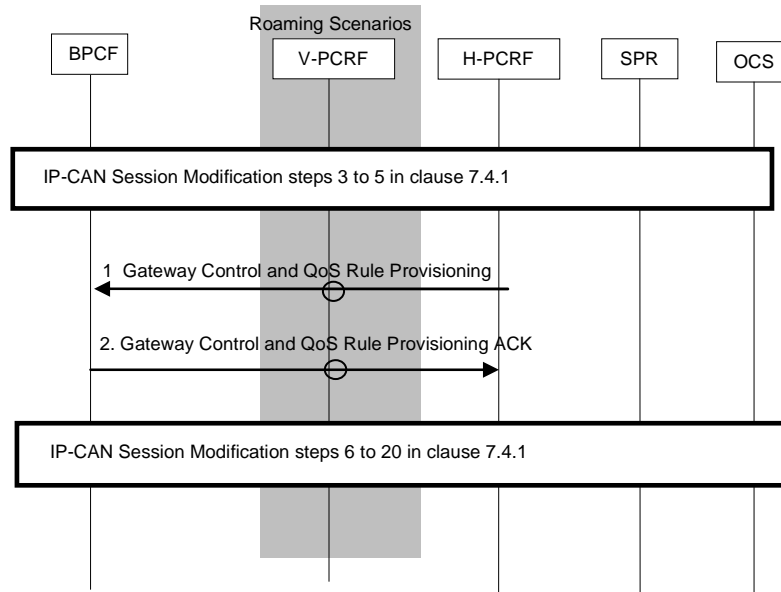 Roaming Scenarios
BPCF
V-PCRF
H-PCRF
SPR
OCS
IP-CAN Session Modification steps 3 to 5 in clause 7.4.1
1 Gateway Control and QoS Rule Provisioning
2. Gateway Control and QoS Rule Provisioning ACK
IP-CAN Session Modification steps 6 to 20 in clause 7.4.1